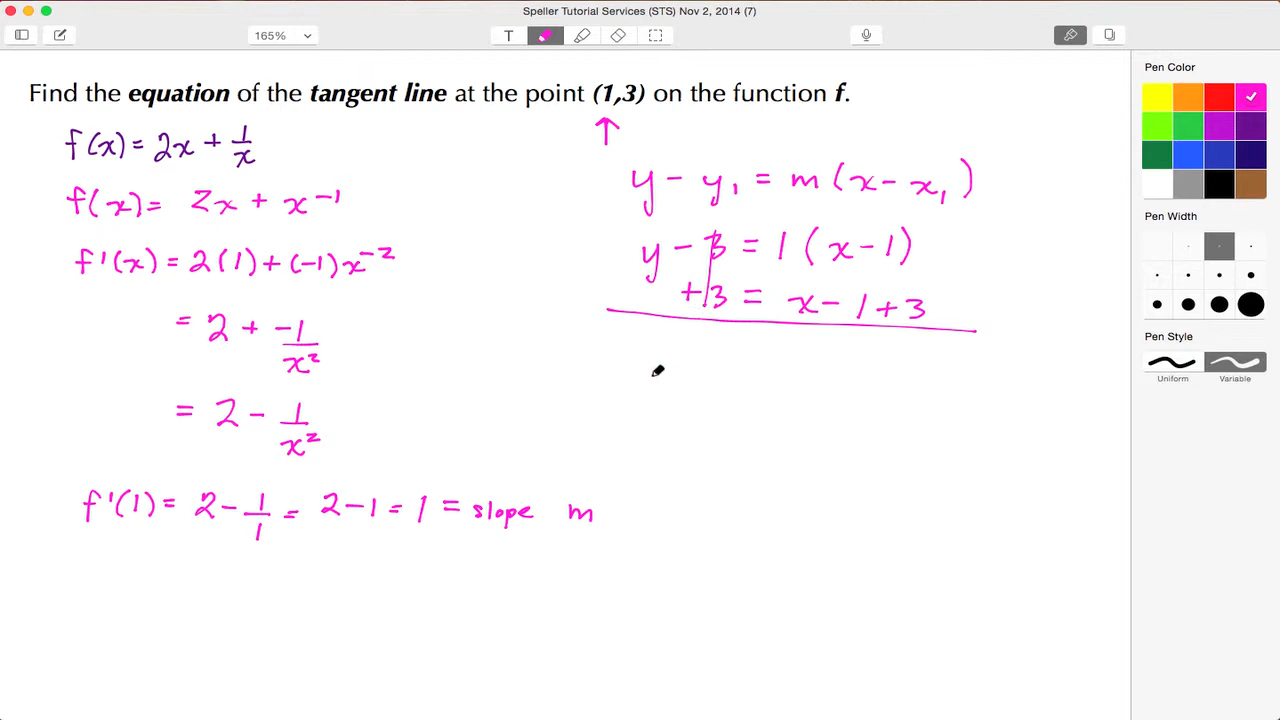 Speller Tutorial Services (STS) Nov 2, 2014 (7)
165%
T
Find the equation of the tangent line at the point (1,3) on the function f.
f(x) = 2x + 1/x
f(x) = 2x + x⁻¹
f'(x) = 2(1) + (-1)x⁻²
= 2 + -1/x²
= 2 - 1/x²
f'(1) = 2 - 1/1 = 2 - 1 = 1 = slope m
↑
y - y₁ = m(x - x₁)
y - 3 = 1(x - 1)
+3 = x - 1 + 3
Pen Color
Pen Width
Pen Style
Uniform
Variable